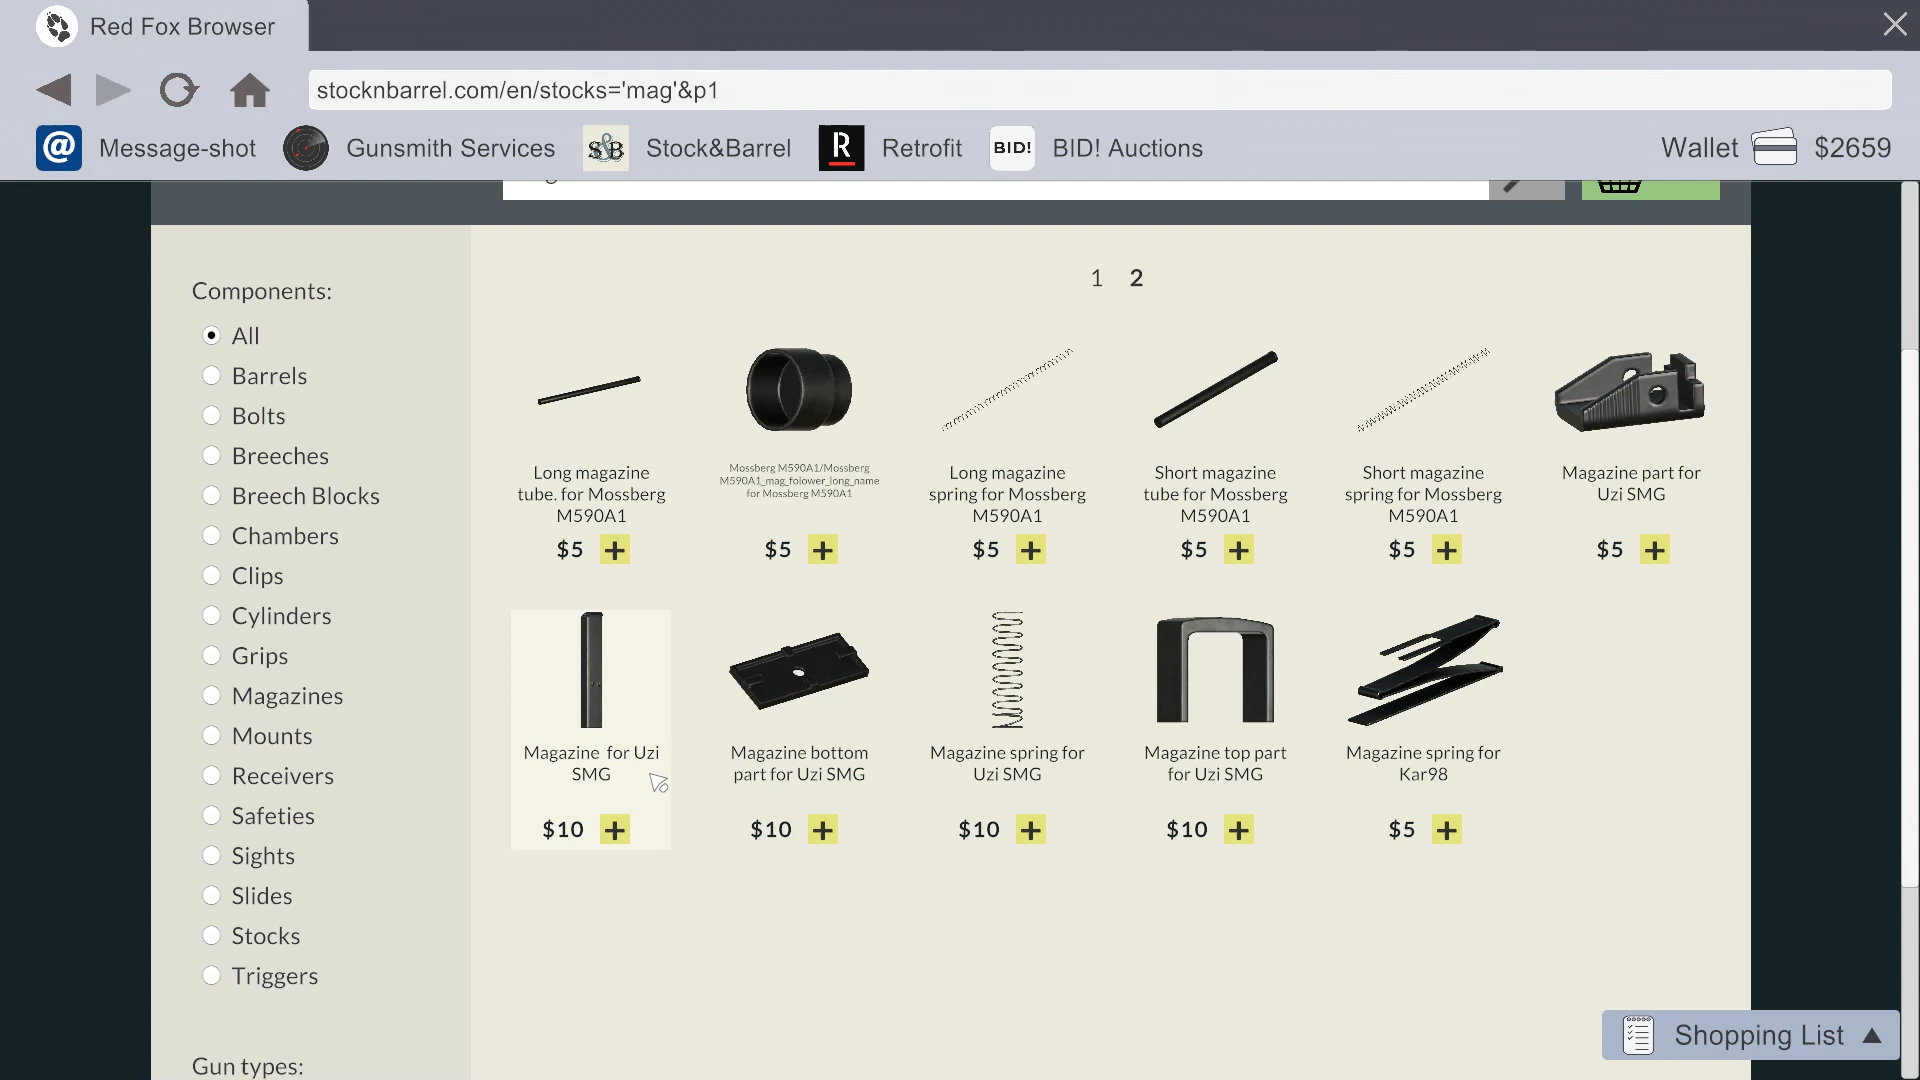 Red Fox Browser
stocknbarrel.com/en/stocks='mag'&p1
@ Message-shot Gunsmith Services S&B Stock&Barrel R Retrofit BID! BID! Auctions Wallet $2659
1 2
Components:
All
Barrels
Bolts
Breeches
Breech Blocks
Chambers
Clips
Cylinders
Grips
Magazines
Mounts
Receivers
Safeties
Sights
Slides
Stocks
Triggers
Gun types:
Long magazine
tube. for Mossberg
M590A1
$5 +
Mossberg M590A1/Mossberg
M590A1_mag_folower_long_name
for Mossberg M590A1
$5 +
Long magazine
spring for Mossberg
M590A1
$5 +
Short magazine
tube for Mossberg
M590A1
$5 +
Short magazine
spring for Mossberg
M590A1
$5 +
Magazine part for
Uzi SMG
$5 +
Magazine for Uzi
SMG
$10 +
Magazine bottom
part for Uzi SMG
$10 +
Magazine spring for
Uzi SMG
$10 +
Magazine top part
for Uzi SMG
$10 +
Magazine spring for
Kar98
$5 +
Shopping List